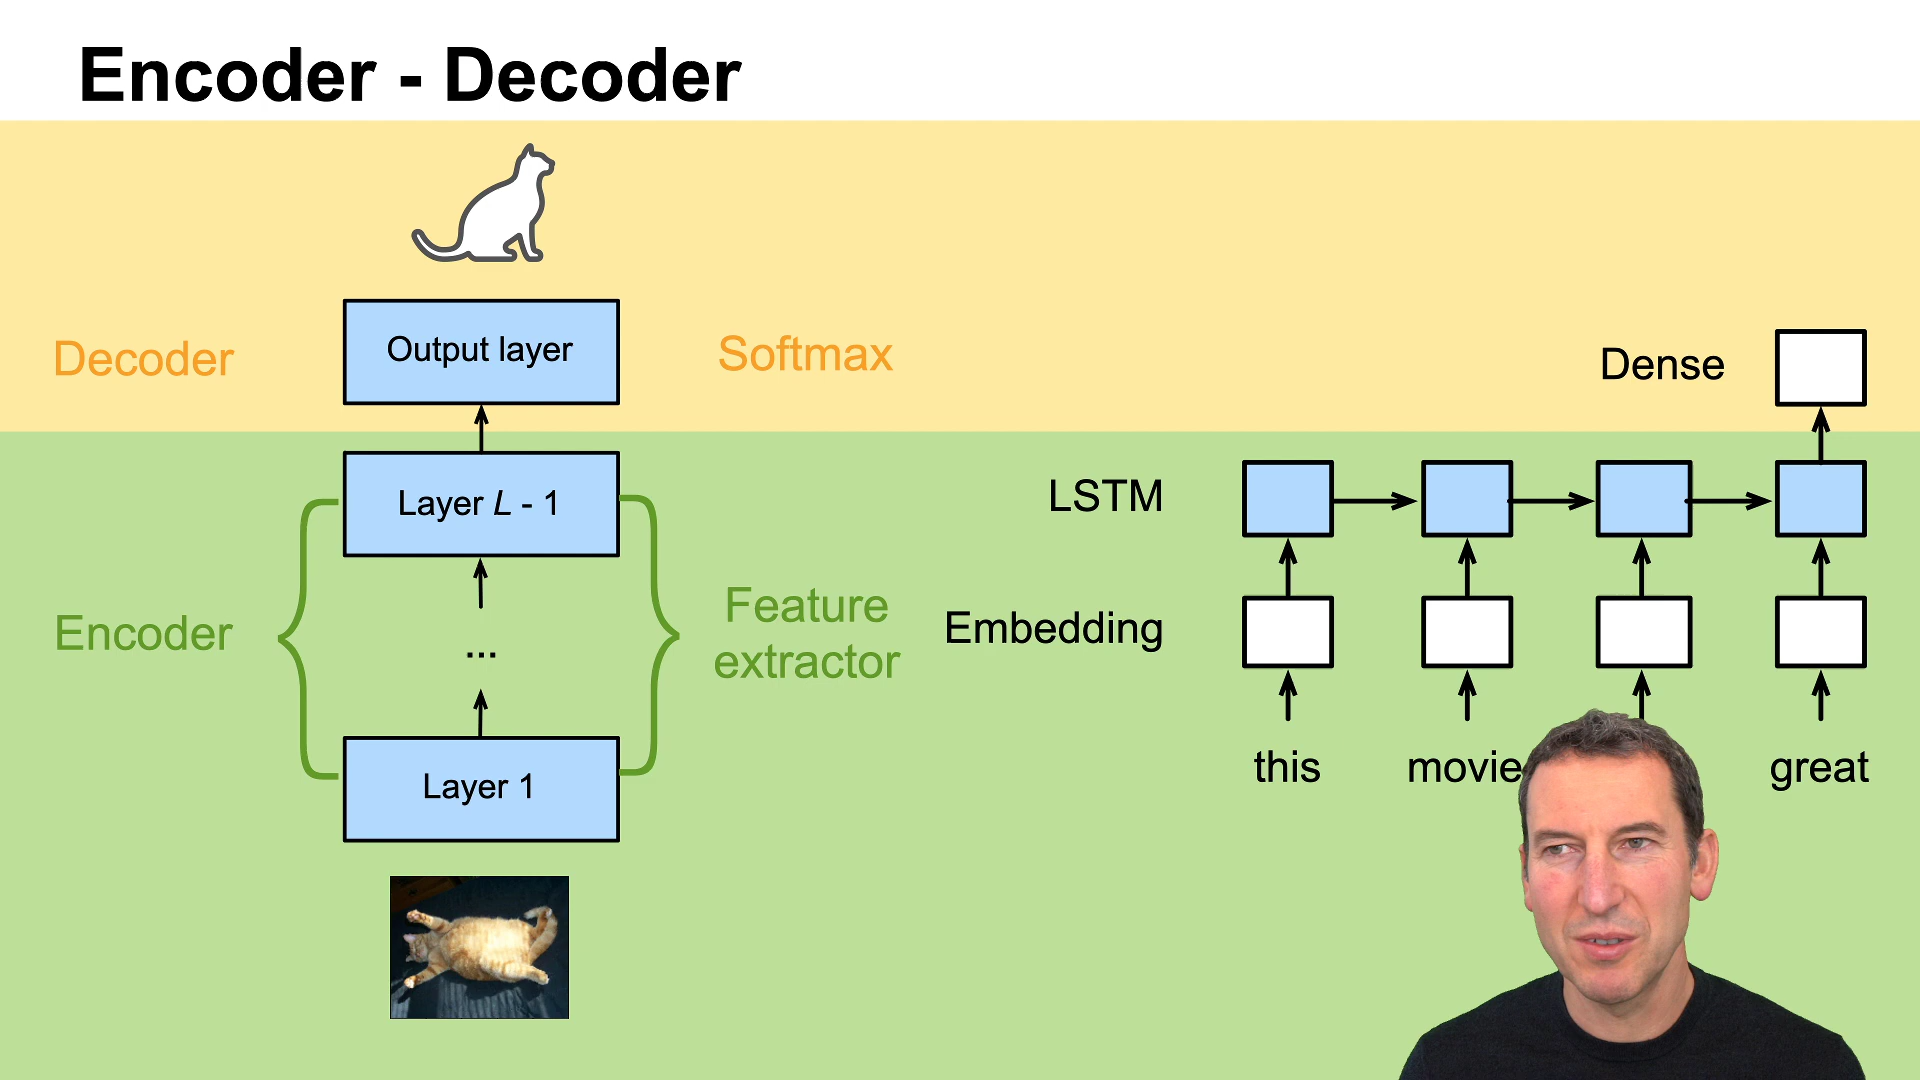 Encoder - Decoder
Decoder
Output layer
Softmax
Dense
Layer L - 1
LSTM
Encoder
...
Feature
extractor
Embedding
Layer 1
this movie great